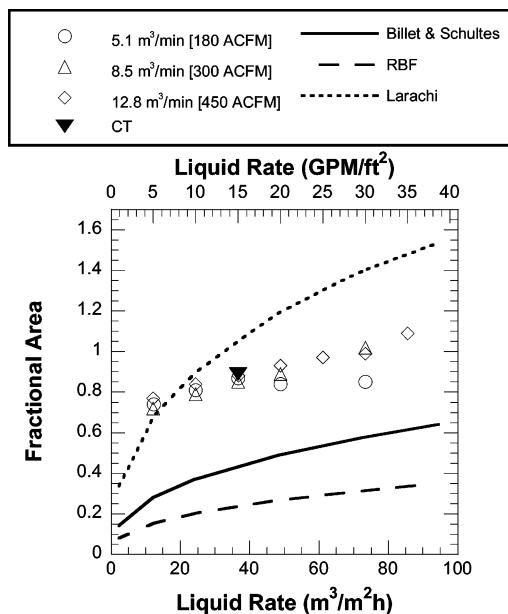 5.1 m³/min [180 ACFM]
8.5 m³/min [300 ACFM]
12.8 m³/min [450 ACFM]
CT
Billet & Schultes
RBF
Larachi
Liquid Rate (GPM/ft²)
0 5 10 15 20 25 30 35 40
Fractional Area
1.6
1.4
1.2
1
0.8
0.6
0.4
0.2
0
0 20 40 60 80 100
Liquid Rate (m³/m²h)